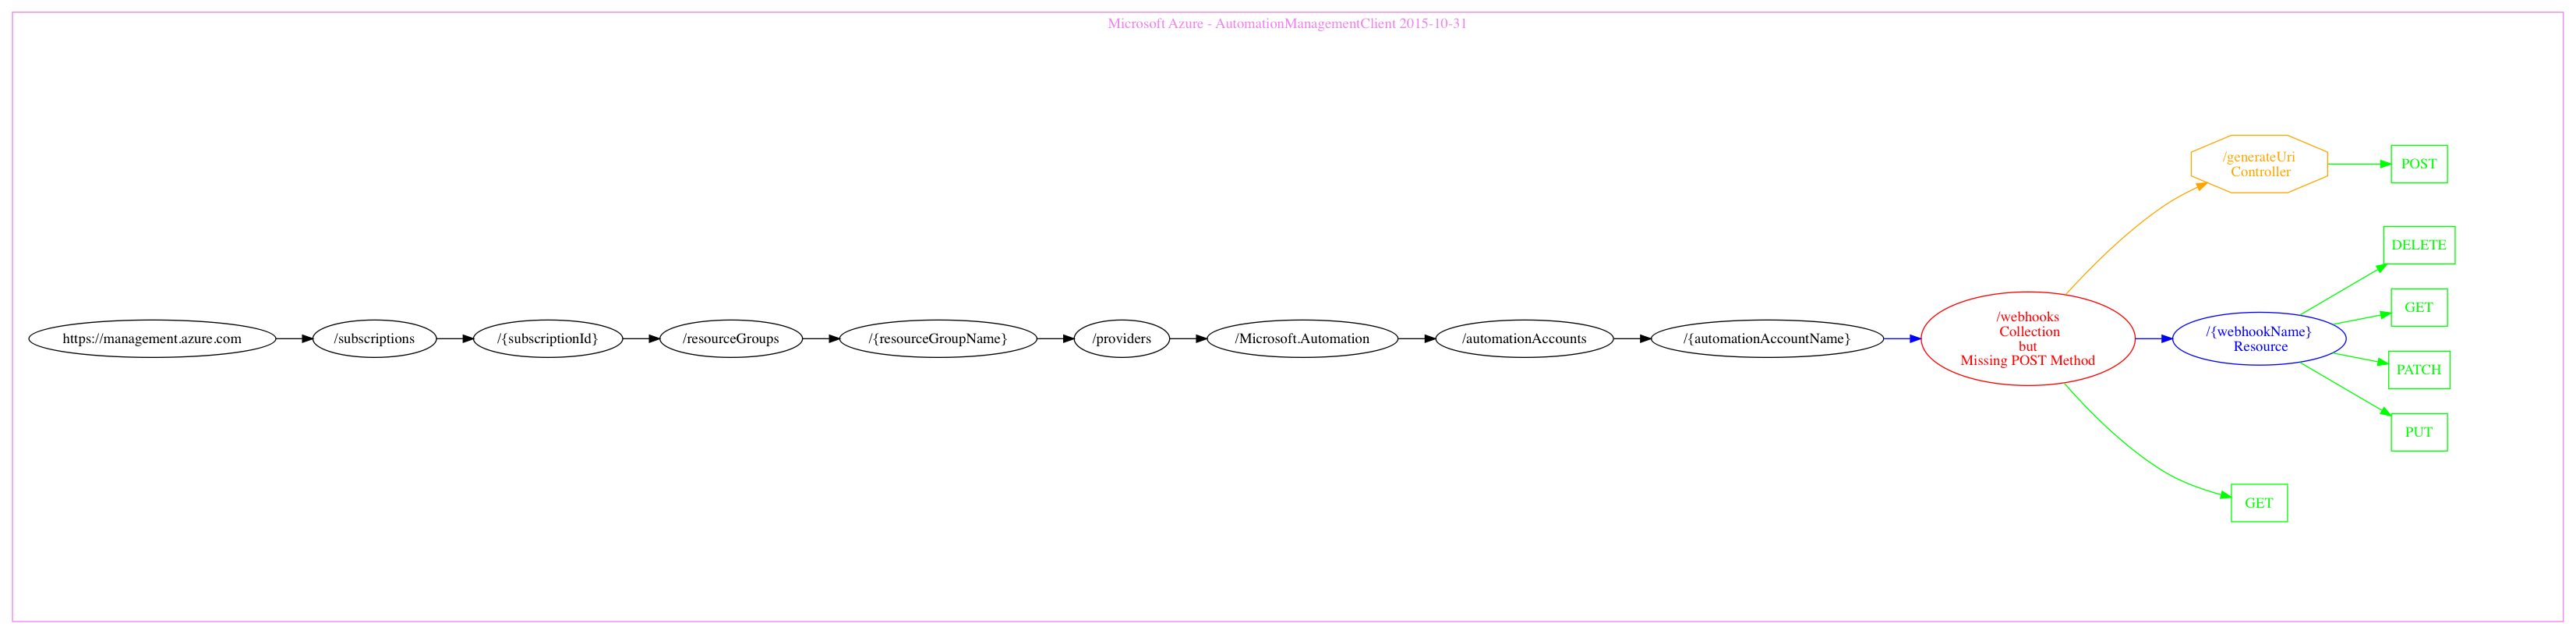 Microsoft Azure - AutomationManagementClient 2015-10-31
https://management.azure.com
/subscriptions
/{subscriptionId}
/resourceGroups
/{resourceGroupName}
/providers
/Microsoft.Automation
/automationAccounts
/{automationAccountName}
/webhooks
Collection
but
Missing POST Method
/generateUri
Controller
POST
/{webhookName}
Resource
DELETE
GET
PATCH
PUT
GET